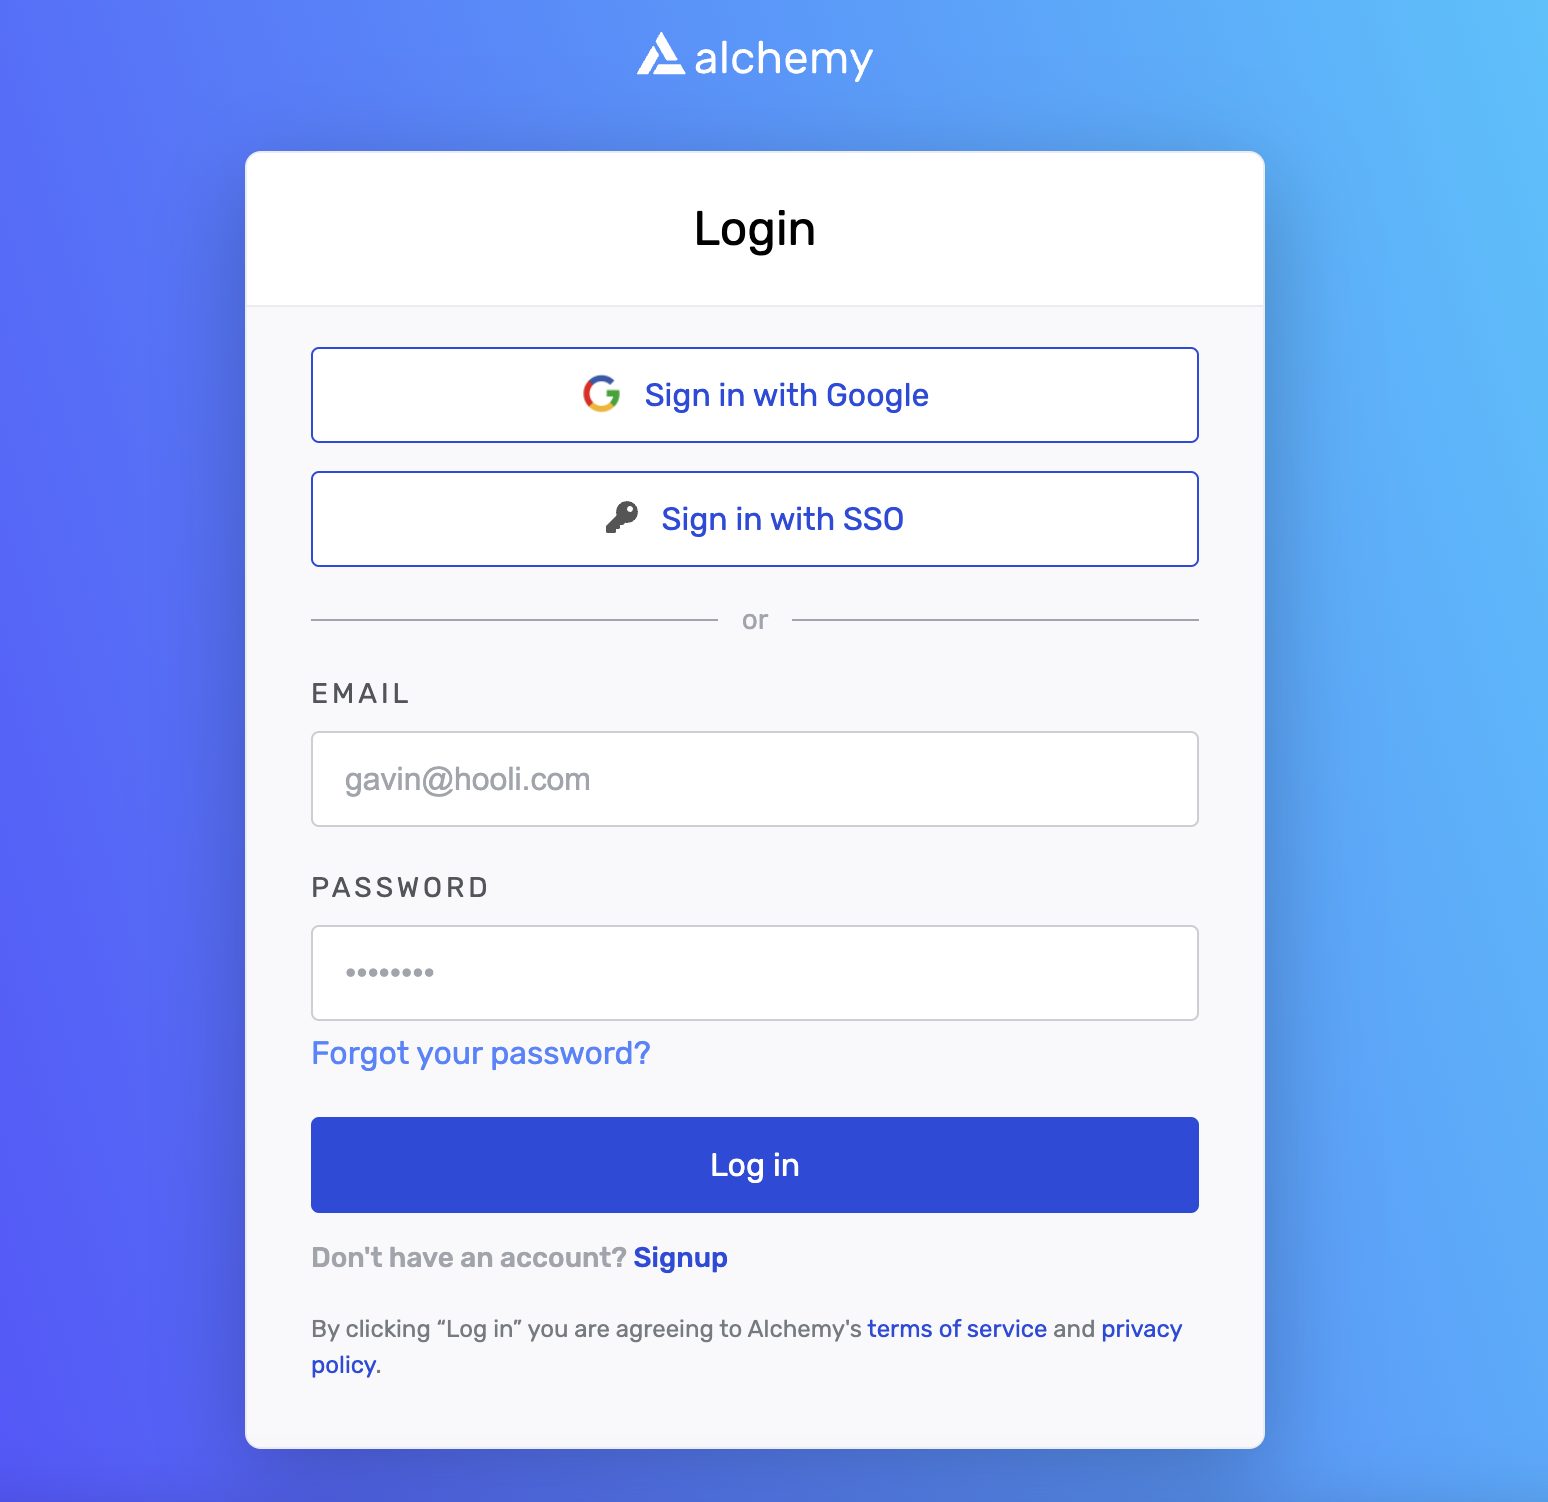 alchemy
Login
Sign in with Google
Sign in with SSO
or
EMAIL
gavin@hooli.com
PASSWORD
••••••••
Forgot your password?
Log in
Don't have an account? Signup
By clicking “Log in” you are agreeing to Alchemy's terms of service and privacy
policy.